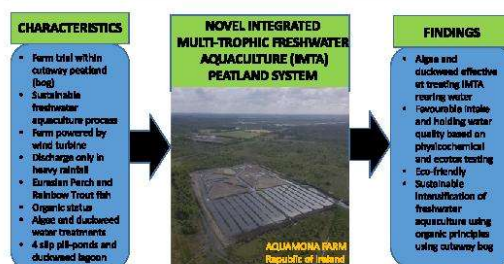 CHARACTERISTICS
Farm trial within
cutaway peatland
(bog)
Sustainable
freshwater
aquaculture process
Farm powered by
wind turbine
Discharge only in
heavy rainfall
Eurasian Perch and
Rainbow Trout fish
Organic status
Algae and duckweed
water treatments
4 slip pill-ponds and
duckweed lagoon
NOVEL INTEGRATED
MULTI-TROPHIC FRESHWATER
AQUACULTURE (IMTA)
PEATLAND SYSTEM
AQUAMONA FARM
Republic of Ireland
FINDINGS
Algae and
duckweed effective
at treating IMTA
rearing water
Favourable intake
and holding water
quality based on
physicochemical
and ecotox testing
Eco-friendly
Sustainable
intensification of
freshwater
aquaculture using
organic principles
using cutaway bog